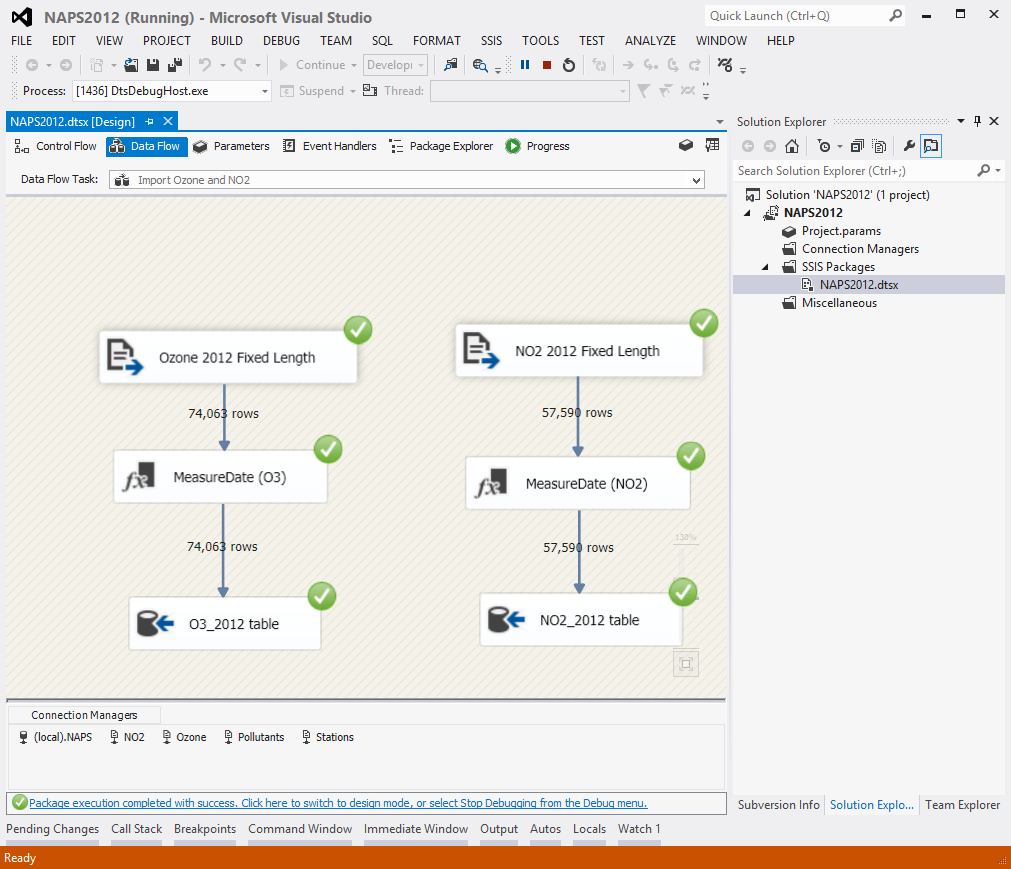 NAPS2012 (Running) - Microsoft Visual Studio
Quick Launch (Ctrl+Q)
FILE EDIT VIEW PROJECT BUILD DEBUG TEAM SQL FORMAT SSIS TOOLS TEST ANALYZE WINDOW HELP
Continue Developi
Process: [1436] DtsDebugHost.exe Suspend Thread:
NAPS2012.dtsx [Design]
Control Flow Data Flow Parameters Event Handlers Package Explorer Progress
Data Flow Task: Import Ozone and NO2
Ozone 2012 Fixed Length
NO2 2012 Fixed Length
74,063 rows
57,590 rows
MeasureDate (O3)
MeasureDate (NO2)
130%
74,063 rows
57,590 rows
O3_2012 table
NO2_2012 table
Connection Managers
(local).NAPS NO2 Ozone Pollutants Stations
Package execution completed with success. Click here to switch to design mode, or select Stop Debugging from the Debug menu.
Solution Explorer
Search Solution Explorer (Ctrl+;)
Solution 'NAPS2012' (1 project)
NAPS2012
Project.params
Connection Managers
SSIS Packages
NAPS2012.dtsx
Miscellaneous
Subversion Info Solution Explo... Team Explorer
Pending Changes Call Stack Breakpoints Command Window Immediate Window Output Autos Locals Watch 1
Ready